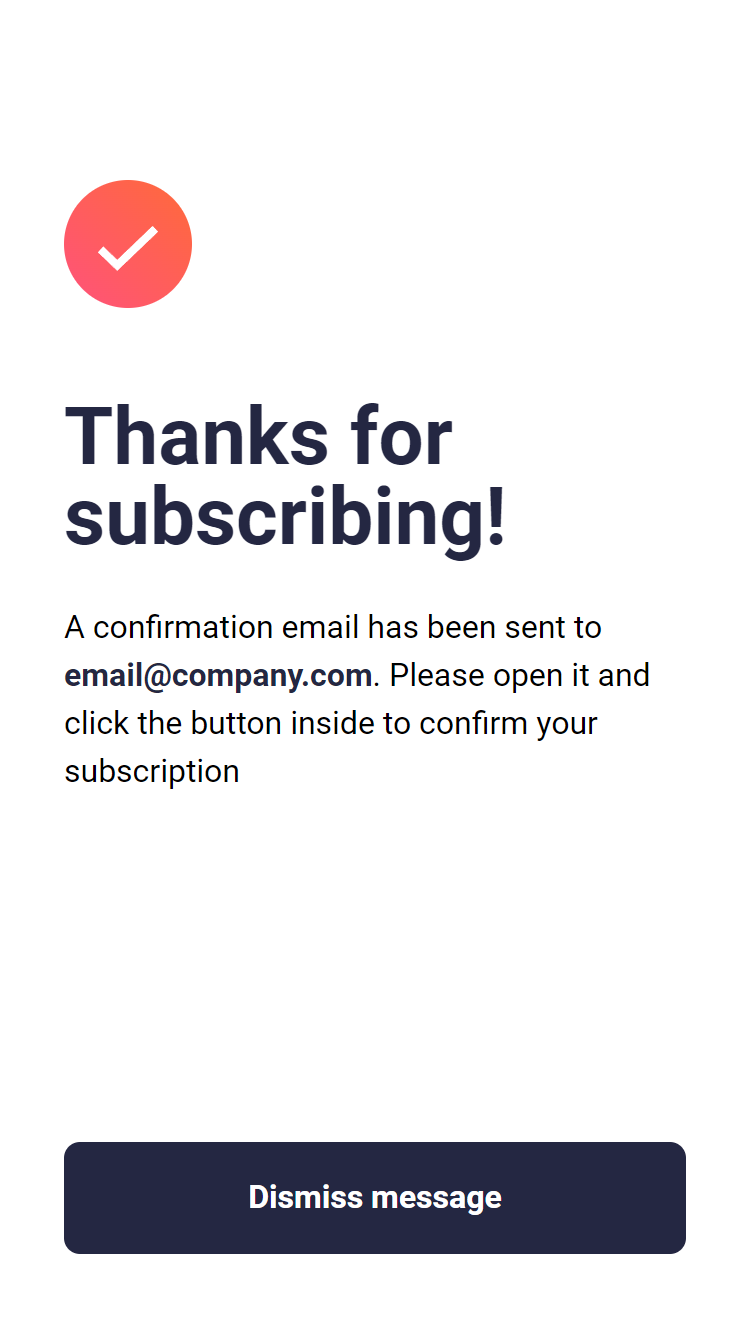 Thanks for
subscribing!
A confirmation email has been sent to
email@company.com. Please open it and
click the button inside to confirm your
subscription
Dismiss message